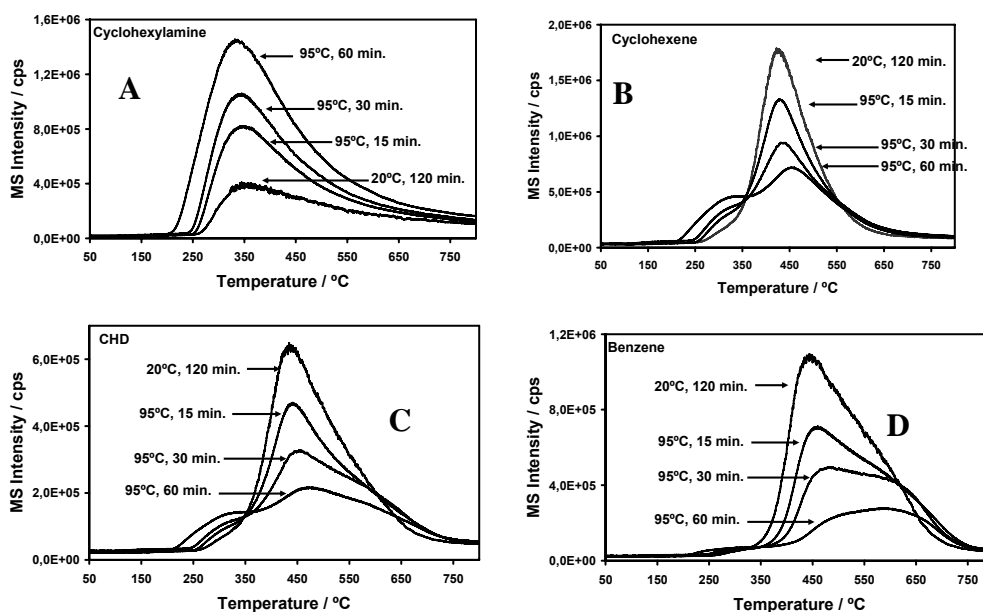 Cyclohexylamine
A
MS Intensity / cps
1,6E+06
1,2E+06
8,0E+05
4,0E+05
0,0E+00
95ºC, 60 min.
95ºC, 30 min.
95ºC, 15 min.
20ºC, 120 min.
50 150 250 350 450 550 650 750
Temperature / ºC
Cyclohexene
B
MS Intensity / cps
2,0E+06
1,5E+06
1,0E+06
5,0E+05
0,0E+00
20ºC, 120 min.
95ºC, 15 min.
95ºC, 30 min.
95ºC, 60 min.
50 150 250 350 450 550 650 750
Temperature / ºC
CHD
C
MS Intensity / cps
6,0E+05
4,0E+05
2,0E+05
0,0E+00
20ºC, 120 min.
95ºC, 15 min.
95ºC, 30 min.
95ºC, 60 min.
50 150 250 350 450 550 650 750
Temperature / ºC
Benzene
D
MS Intensity / cps
1,2E+06
8,0E+05
4,0E+05
0,0E+00
20ºC, 120 min.
95ºC, 15 min.
95ºC, 30 min.
95ºC, 60 min.
50 150 250 350 450 550 650 750
Temperature / ºC